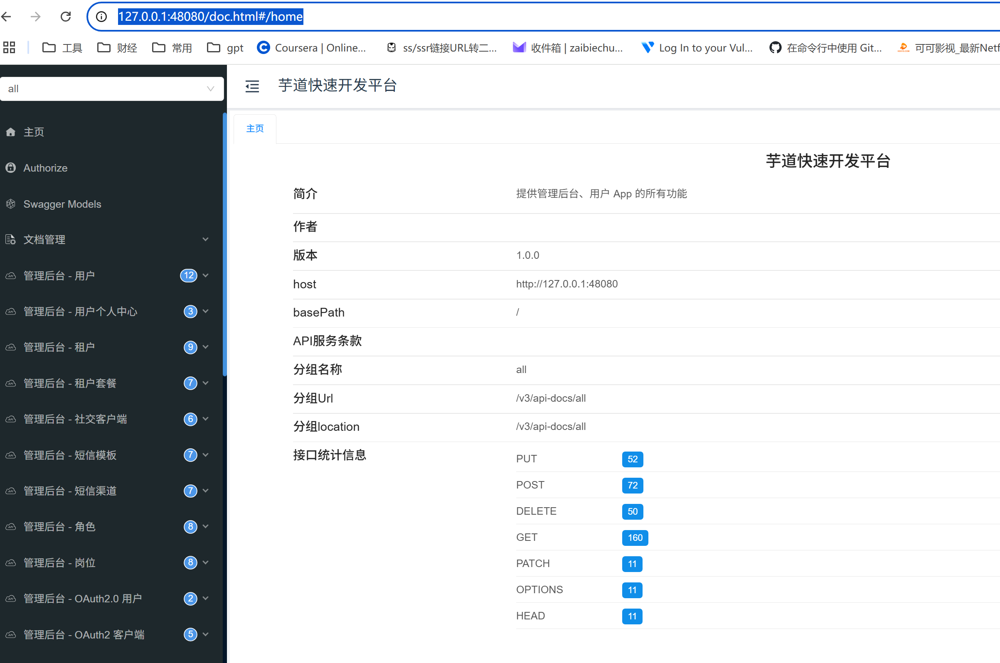 127.0.0.1:48080/doc.html#/home
工具 财经 常用 gpt Coursera | Online... ss/ssr链接URL转二... 收件箱 | zaibiechu... Log In to your Vul... 在命令行中使用 Git... 可可影视_最新Netf
all
芋道快速开发平台
主页
Authorize
Swagger Models
文档管理
管理后台 - 用户 12
管理后台 - 用户个人中心 3
管理后台 - 租户 9
管理后台 - 租户套餐 7
管理后台 - 社交客户端 6
管理后台 - 短信模板 7
管理后台 - 短信渠道 7
管理后台 - 角色 8
管理后台 - 岗位 8
管理后台 - OAuth2.0 用户 2
管理后台 - OAuth2 客户端 5
主页
芋道快速开发平台
简介 提供管理后台、用户 App 的所有功能
作者
版本 1.0.0
host http://127.0.0.1:48080
basePath /
API服务条款
分组名称 all
分组Url /v3/api-docs/all
分组location /v3/api-docs/all
接口统计信息
PUT 52
POST 72
DELETE 50
GET 160
PATCH 11
OPTIONS 11
HEAD 11